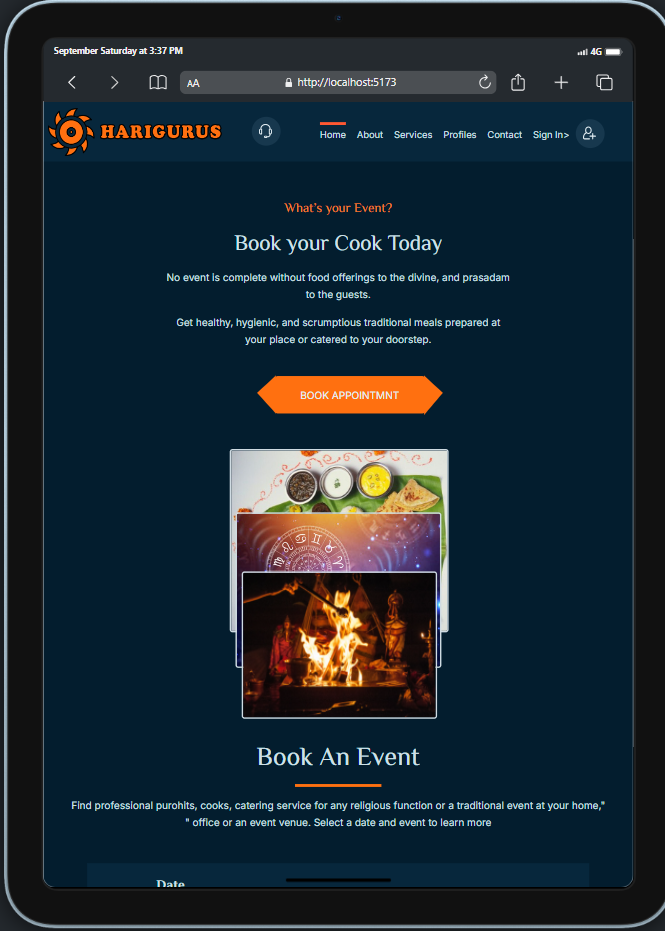 September Saturday at 3:37 PM
4G
AA
http://localhost:5173
HARIGURUS
Home About Services Profiles Contact Sign In>
What's your Event?
Book your Cook Today
No event is complete without food offerings to the divine, and prasadam
to the guests.
Get healthy, hygienic, and scrumptious traditional meals prepared at
your place or catered to your doorstep.
BOOK APPOINTMNT
Book An Event
Find professional purohits, cooks, catering service for any religious function or a traditional event at your home,"
" office or an event venue. Select a date and event to learn more
Date